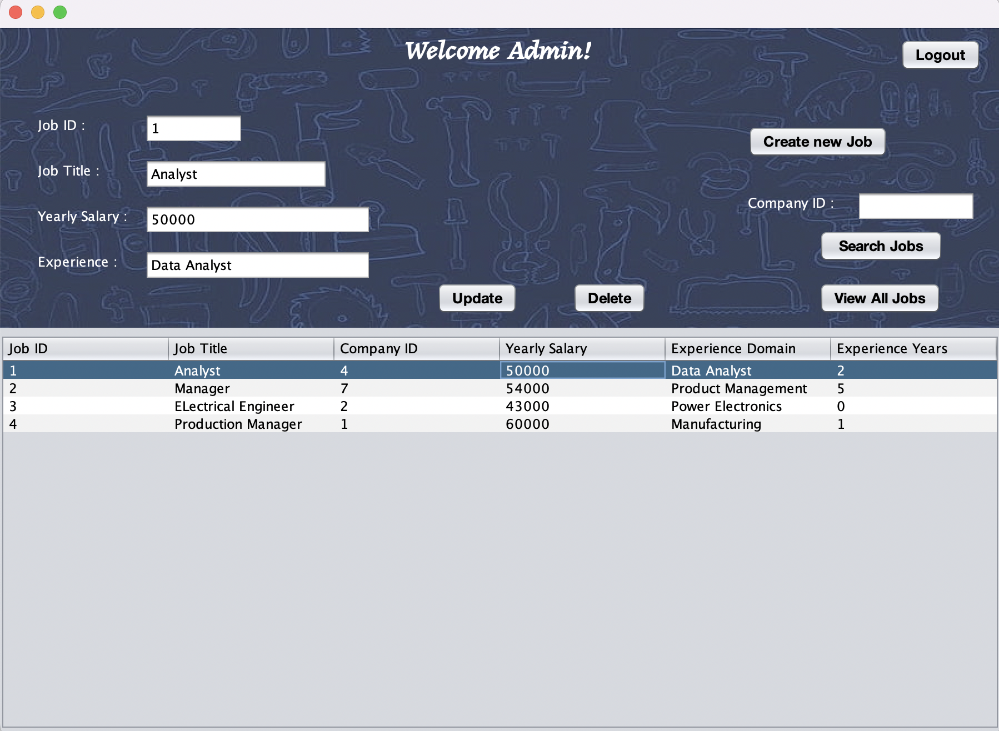 Welcome Admin!
Logout
Job ID :
1
Create new Job
Job Title :
Analyst
Company ID :
Yearly Salary :
50000
Search Jobs
Experience :
Data Analyst
Update
Delete
View All Jobs
Job ID Job Title Company ID Yearly Salary Experience Domain Experience Years
1 Analyst 4 50000 Data Analyst 2
2 Manager 7 54000 Product Management 5
3 ELectrical Engineer 2 43000 Power Electronics 0
4 Production Manager 1 60000 Manufacturing 1